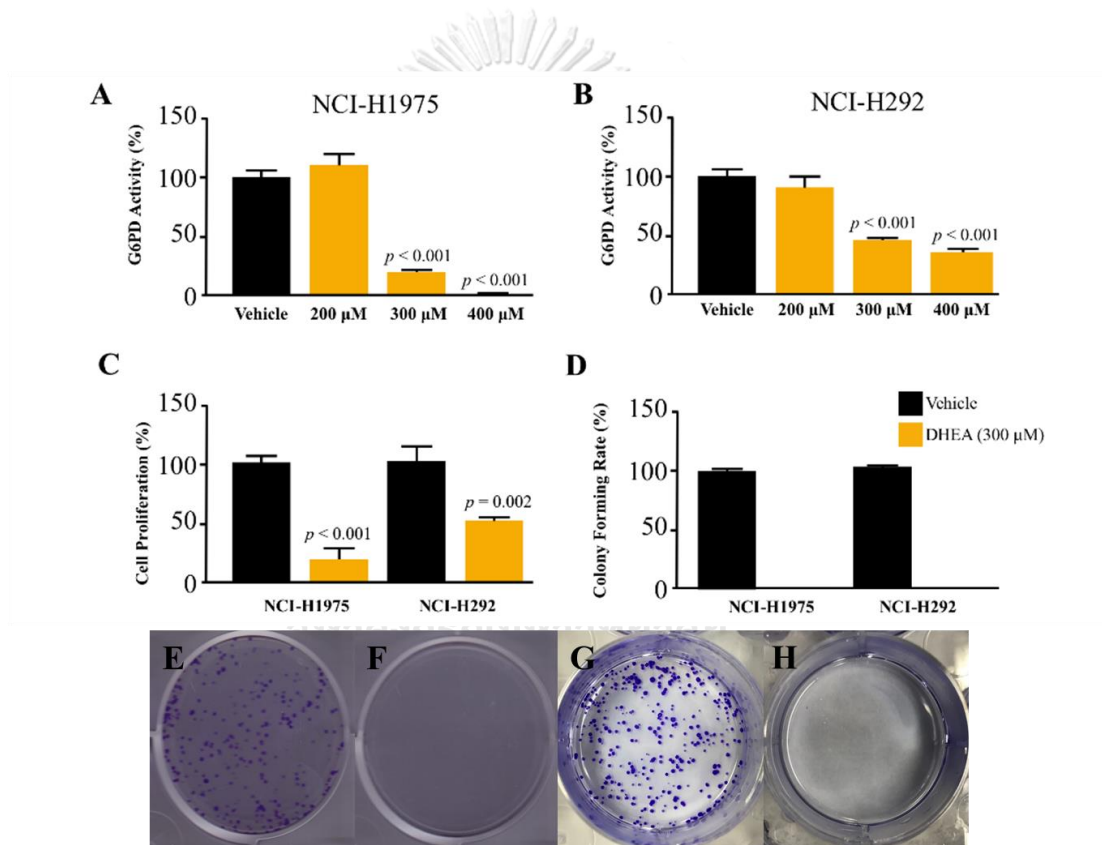 A
NCI-H1975
G6PD Activity (%)
150
100
50
0
p < 0.001
p < 0.001
Vehicle
200 µM
300 µM
400 µM
B
NCI-H292
G6PD Activity (%)
150
100
50
0
p < 0.001
p < 0.001
Vehicle
200 µM
300 µM
400 µM
C
Cell Proliferation (%)
150
100
50
0
p < 0.001
p = 0.002
NCI-H1975
NCI-H292
D
Colony Forming Rate (%)
150
100
50
0
Vehicle
DHEA (300 µM)
NCI-H1975
NCI-H292
E
F
G
H